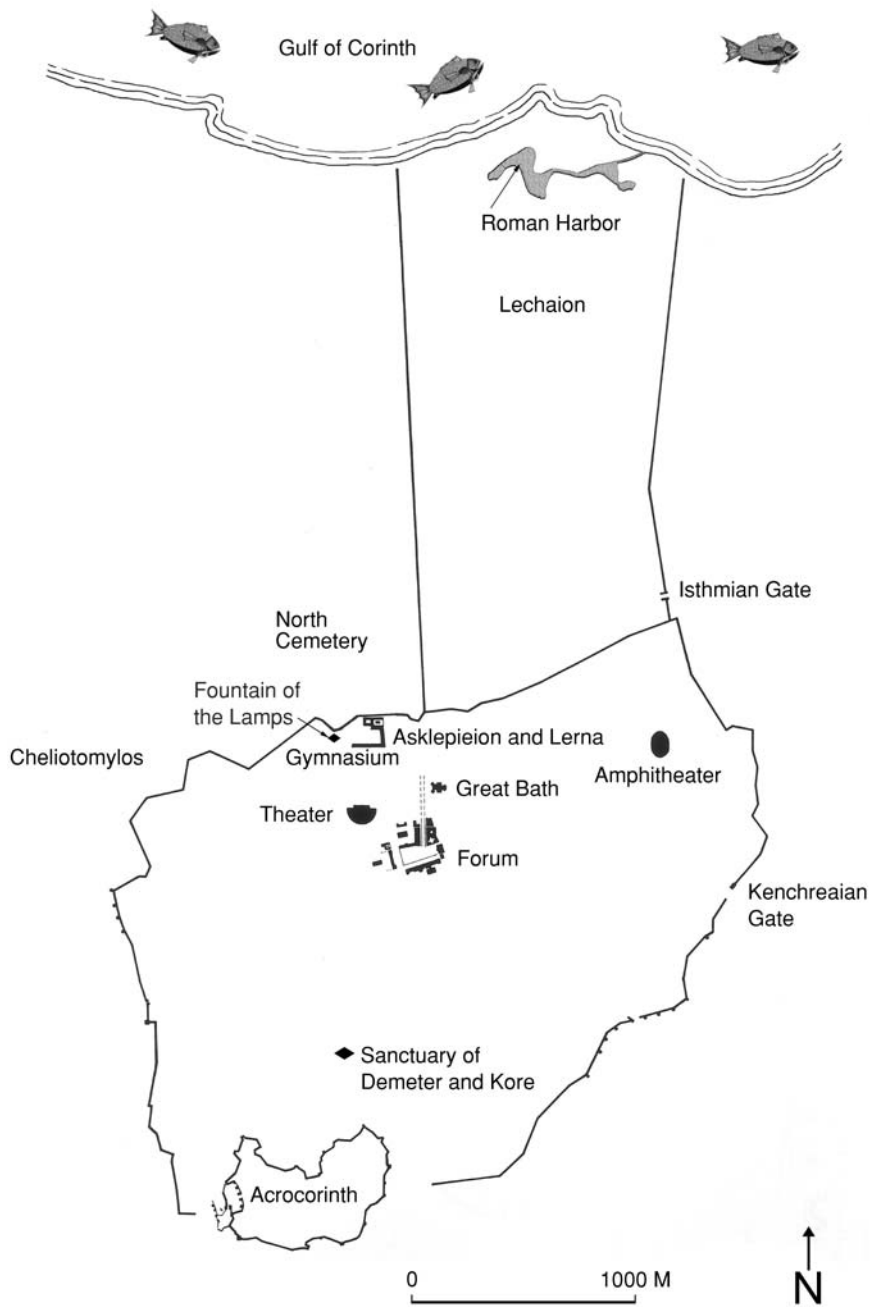 Gulf of Corinth
Roman Harbor
Lechaion
Isthmian Gate
North
Cemetery
Fountain of
the Lamps
Asklepieion and Lerna
Cheliotomylos
Gymnasium
Amphitheater
Great Bath
Theater
Forum
Kenchreaian
Gate
Sanctuary of
Demeter and Kore
Acrocorinth
0 1000 M
N